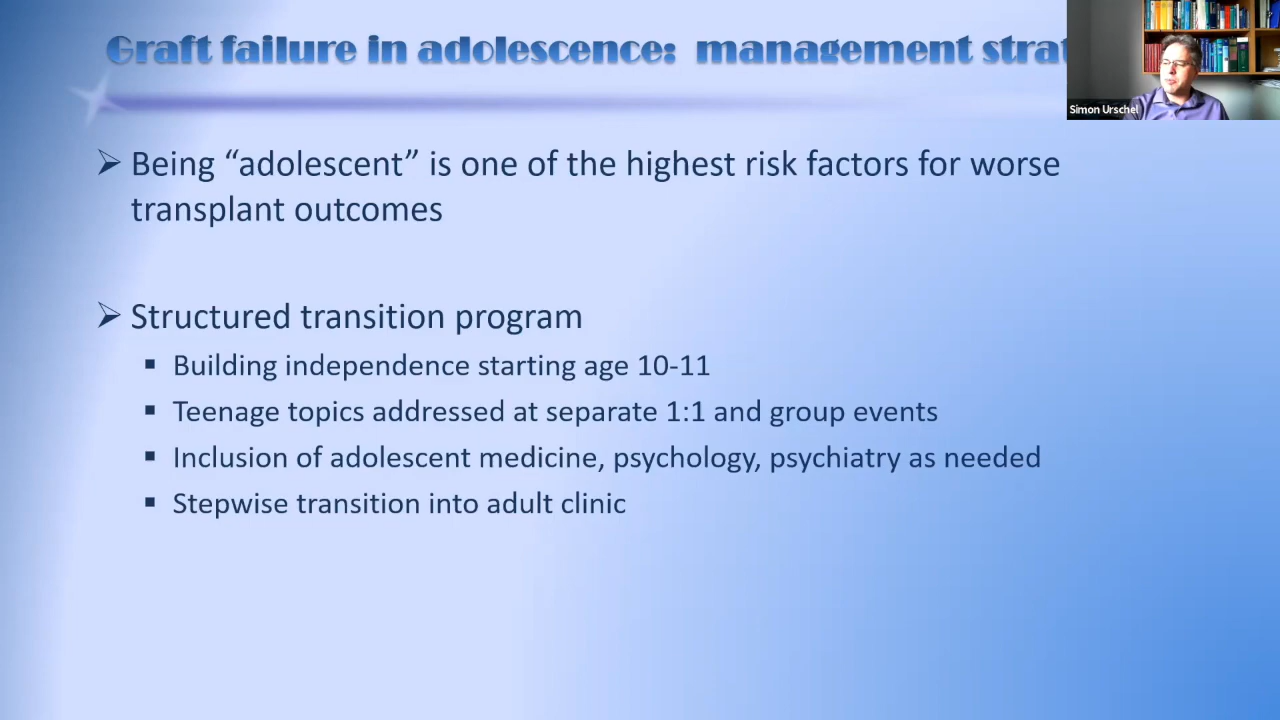 Graft failure in adolescence: management
Simon Urschel
➢ Being “adolescent” is one of the highest risk factors for worse
transplant outcomes
➢ Structured transition program
▪ Building independence starting age 10-11
▪ Teenage topics addressed at separate 1:1 and group events
▪ Inclusion of adolescent medicine, psychology, psychiatry as needed
▪ Stepwise transition into adult clinic